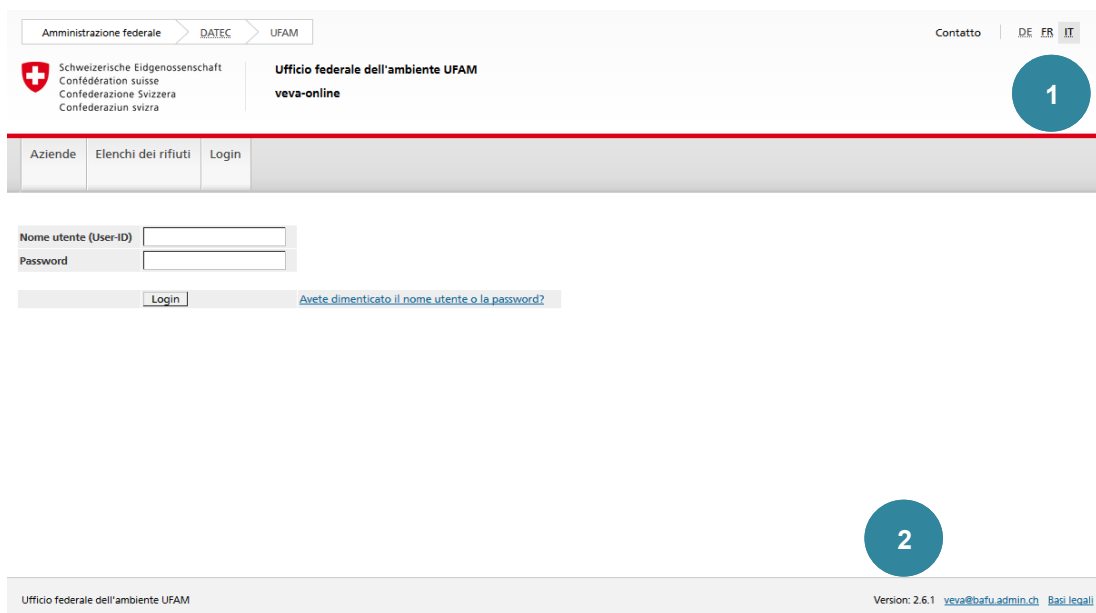 Amministrazione federale DATEC UFAM
Contatto DE FR IT
Schweizerische Eidgenossenschaft
Confédération suisse
Confederazione Svizzera
Confederaziun svizra
Ufficio federale dell'ambiente UFAM
veva-online
1
Aziende Elenchi dei rifiuti Login
Nome utente (User-ID)
Password
Login Avete dimenticato il nome utente o la password?
2
Ufficio federale dell'ambiente UFAM Version: 2.6.1 veva@bafu.admin.ch Basi legali